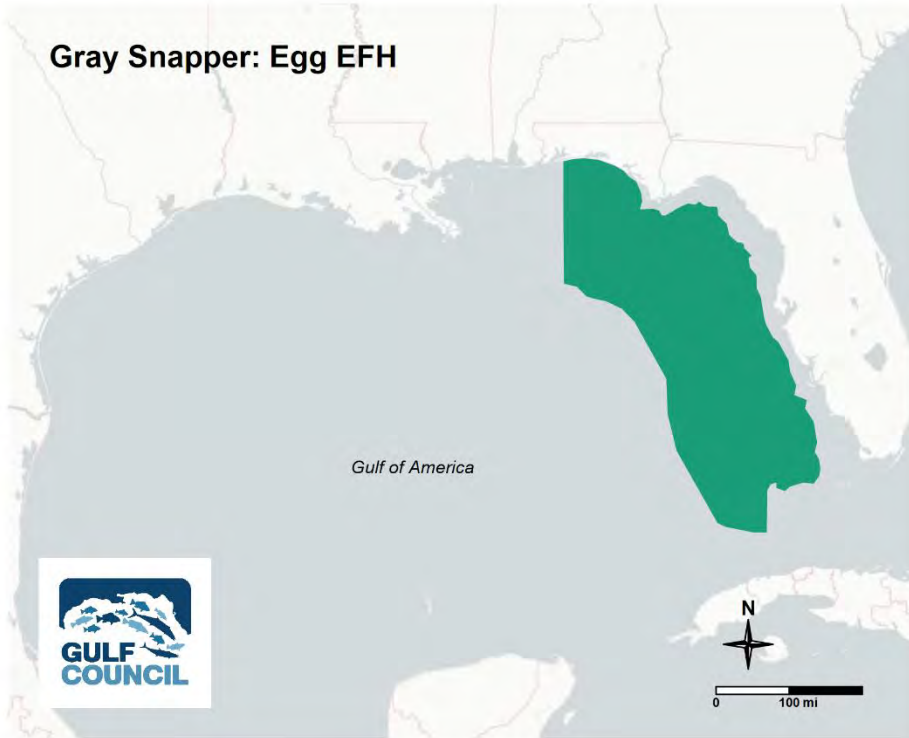 Gray Snapper: Egg EFH
Gulf of America
GULF
COUNCIL
N
0 100 mi